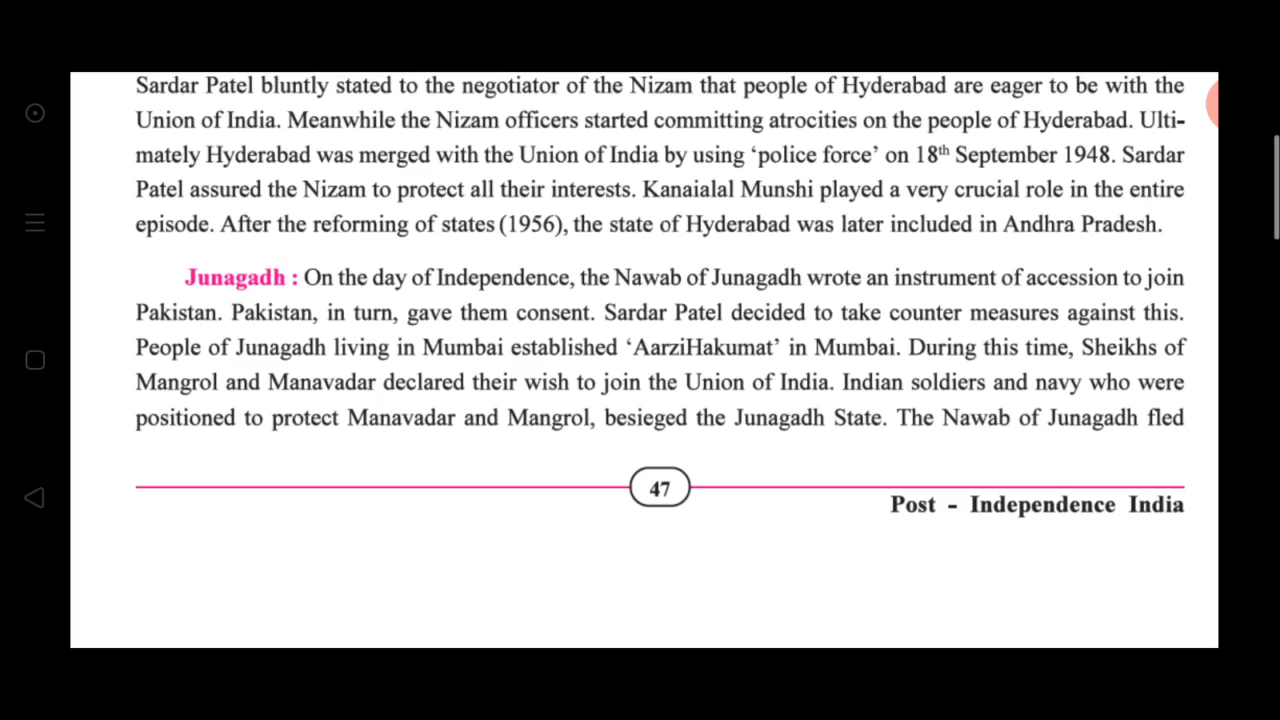 Sardar Patel bluntly stated to the negotiator of the Nizam that people of Hyderabad are eager to be with the
Union of India. Meanwhile the Nizam officers started committing atrocities on the people of Hyderabad. Ulti-
mately Hyderabad was merged with the Union of India by using ‘police force’ on 18th September 1948. Sardar
Patel assured the Nizam to protect all their interests. Kanaialal Munshi played a very crucial role in the entire
episode. After the reforming of states (1956), the state of Hyderabad was later included in Andhra Pradesh.
Junagadh : On the day of Independence, the Nawab of Junagadh wrote an instrument of accession to join
Pakistan. Pakistan, in turn, gave them consent. Sardar Patel decided to take counter measures against this.
People of Junagadh living in Mumbai established ‘AarziHakumat’ in Mumbai. During this time, Sheikhs of
Mangrol and Manavadar declared their wish to join the Union of India. Indian soldiers and navy who were
positioned to protect Manavadar and Mangrol, besieged the Junagadh State. The Nawab of Junagadh fled
47
Post - Independence India